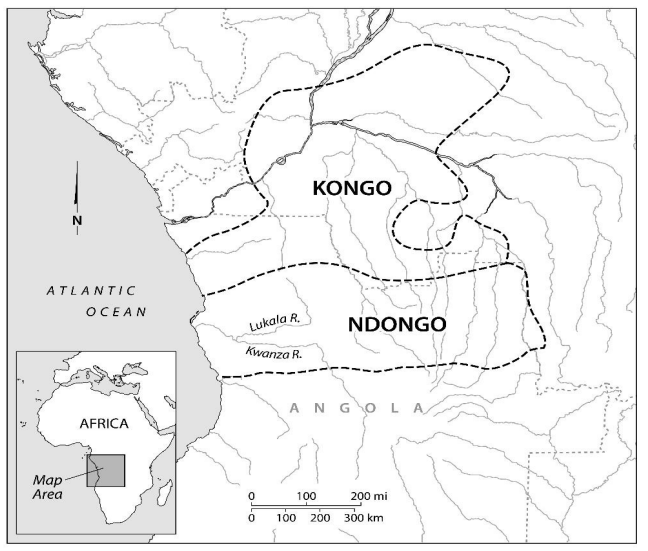 KONGO
N
ATLANTIC
OCEAN
Lukala R.
NDONGO
Kwanza R.
ANGOLA
AFRICA
Map
Area
0 100 200 mi
0 100 200 300 km